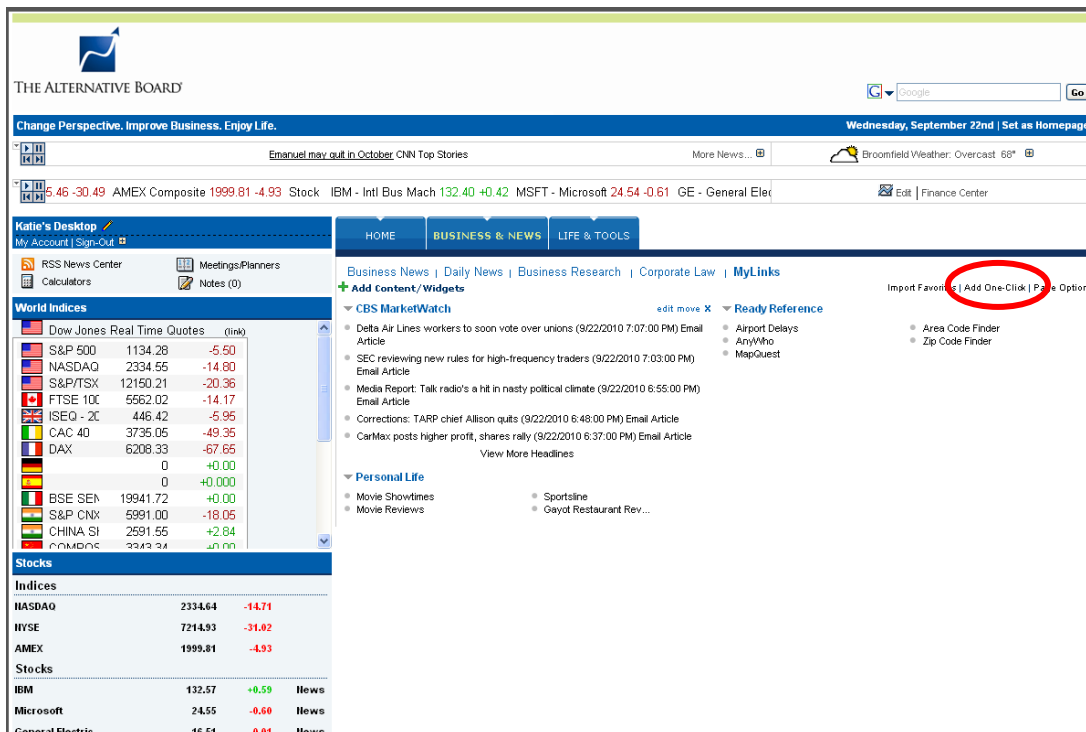 THE ALTERNATIVE BOARD
G Google Go
Change Perspective. Improve Business. Enjoy Life. Wednesday, September 22nd | Set as Homepage
Emanuel may quit in October CNN Top Stories More News... Broomfield Weather: Overcast 68°
5.46 -30.49 AMEX Composite 1999.81 -4.93 Stock IBM - Intl Bus Mach 132.40 +0.42 MSFT - Microsoft 24.54 -0.61 GE - General Elec Edit | Finance Center
Katie's Desktop
My Account | Sign-Out
HOME BUSINESS & NEWS LIFE & TOOLS
RSS News Center Meetings/Planners
Calculators Notes (0)
Business News | Daily News | Business Research | Corporate Law | MyLinks
Add Content/Widgets Import Favorites | Add One-Click | Page Option
World Indices
Dow Jones Real Time Quotes (link)
S&P 500 1134.28 -5.50
NASDAQ 2334.55 -14.80
S&P/TSX 12150.21 -20.36
FTSE 100 5562.02 -14.17
ISEQ - 20 446.42 -5.95
CAC 40 3735.05 -49.35
DAX 6208.33 -67.65
0 +0.00
0 +0.000
BSE SEN 19941.72 +0.00
S&P CNX 5991.00 -18.05
CHINA SH 2591.55 +2.84
COMPOS 3343.34 +0.00
CBS MarketWatch edit move X
Delta Air Lines workers to soon vote over unions (9/22/2010 7:07:00 PM) Email
Article
SEC reviewing new rules for high-frequency traders (9/22/2010 7:03:00 PM)
Email Article
Media Report: Talk radio's a hit in nasty political climate (9/22/2010 6:55:00 PM)
Email Article
Corrections: TARP chief Allison quits (9/22/2010 6:48:00 PM) Email Article
CarMax posts higher profit, shares rally (9/22/2010 6:37:00 PM) Email Article
View More Headlines
Ready Reference
Airport Delays Area Code Finder
AnyWho Zip Code Finder
MapQuest
Personal Life
Movie Showtimes Sportsline
Movie Reviews Gayot Restaurant Rev...
Stocks
Indices
NASDAQ 2334.64 -14.71
NYSE 7214.93 -31.02
AMEX 1999.81 -4.93
Stocks
IBM 132.57 +0.59 News
Microsoft 24.55 -0.60 News
General Electric 16.51 -0.01 News